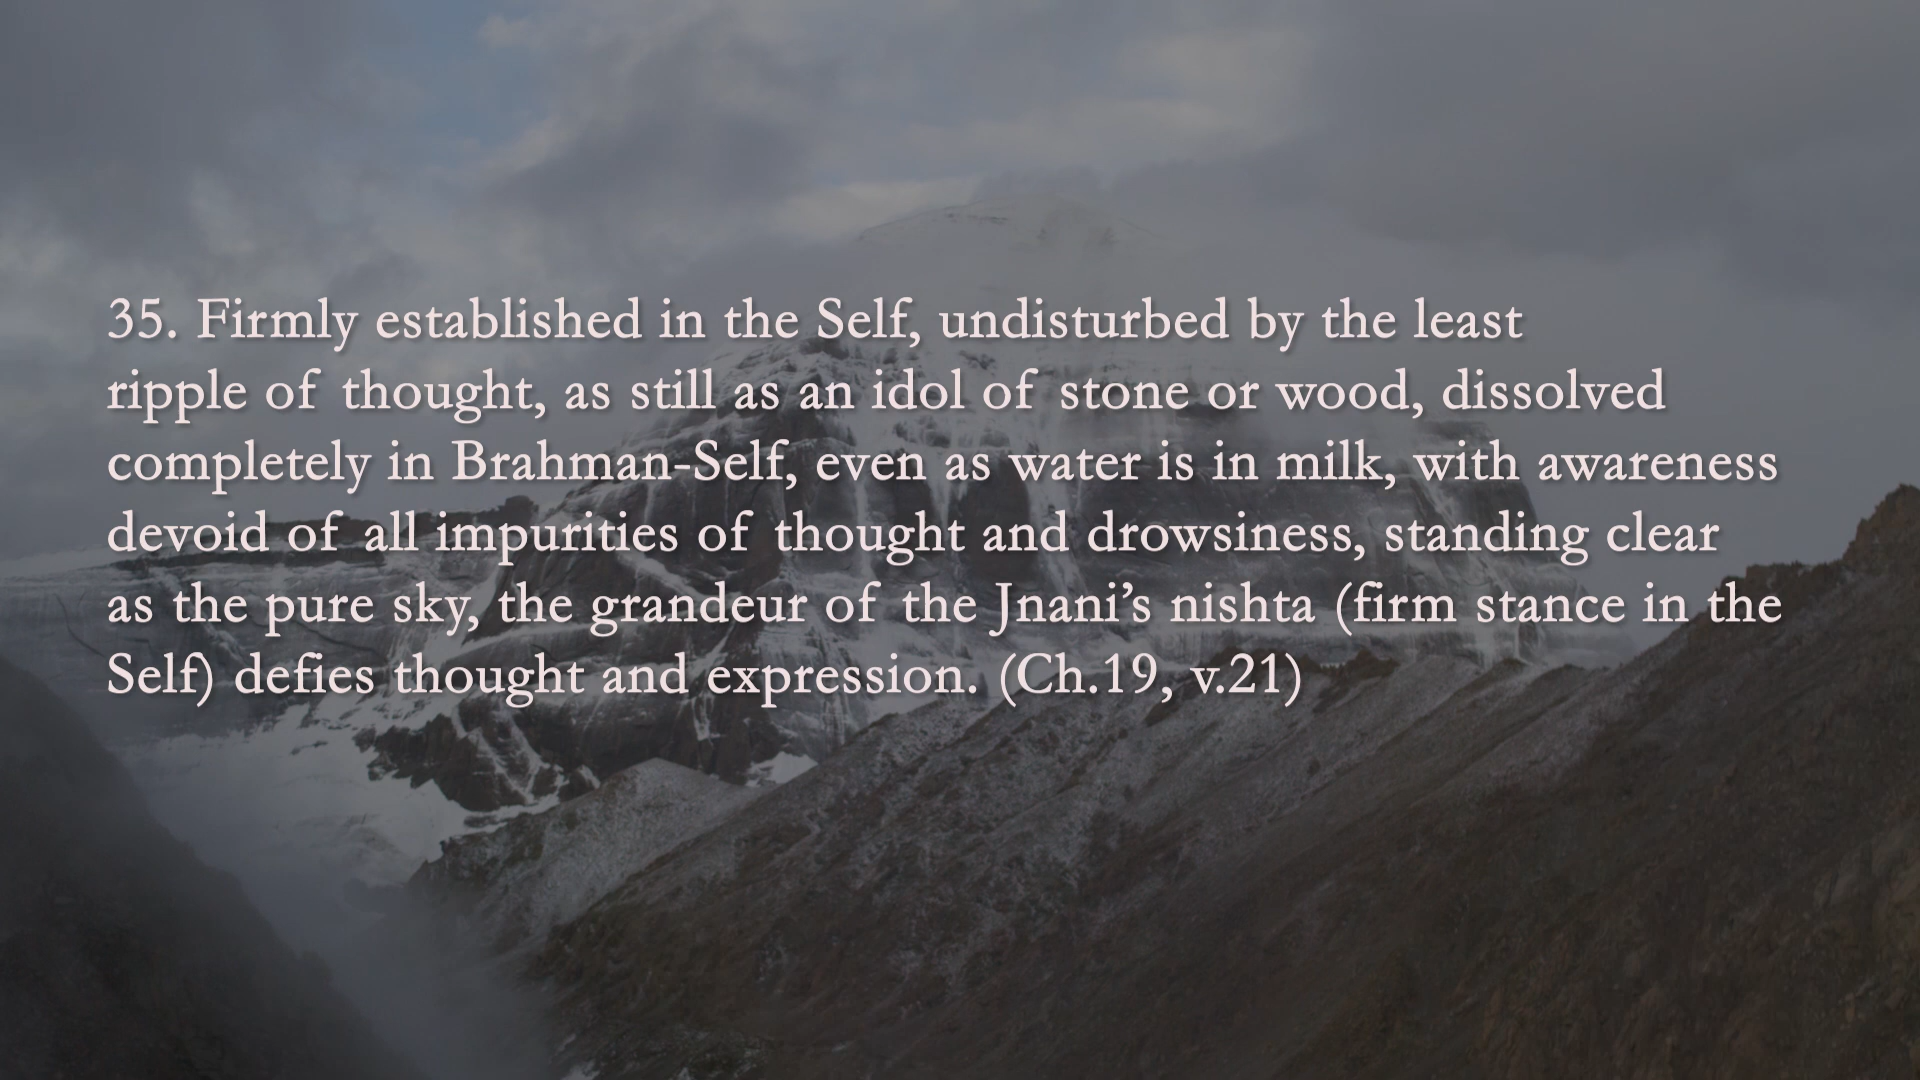 35. Firmly established in the Self, undisturbed by the least
ripple of thought, as still as an idol of stone or wood, dissolved
completely in Brahman-Self, even as water is in milk, with awareness
devoid of all impurities of thought and drowsiness, standing clear
as the pure sky, the grandeur of the Jnani’s nishta (firm stance in the
Self) defies thought and expression. (Ch.19, v.21)